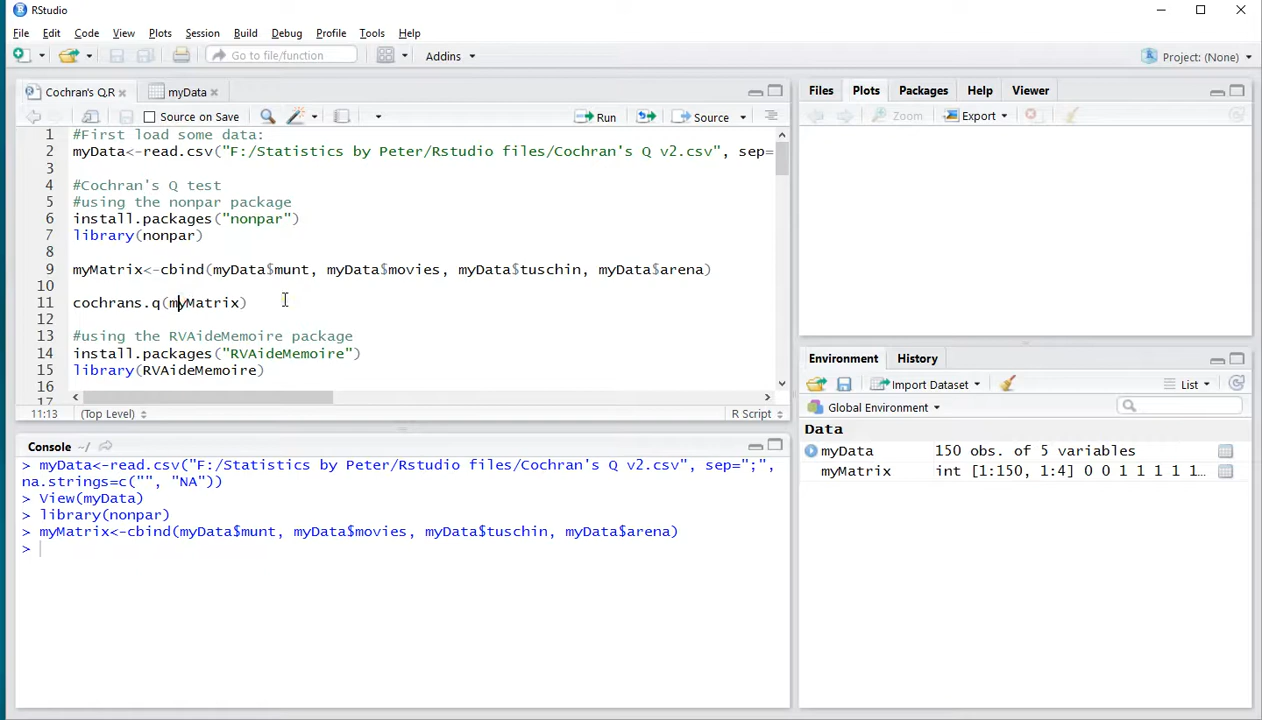 RStudio
File Edit Code View Plots Session Build Debug Profile Tools Help
Go to file/function Addins Project: (None)
Cochran's Q.R myData
Source on Save Run Source
1 #First load some data:
2 myData<-read.csv("F:/Statistics by Peter/Rstudio files/Cochran's Q v2.csv", sep=
3
4 #Cochran's Q test
5 #using the nonpar package
6 install.packages("nonpar")
7 library(nonpar)
8
9 myMatrix<-cbind(myData$munt, myData$movies, myData$tuschin, myData$arena)
10
11 cochrans.q(myMatrix)
12
13 #using the RVAideMemoire package
14 install.packages("RVAideMemoire")
15 library(RVAideMemoire)
16
17
11:13 (Top Level) R Script
Console ~/
> myData<-read.csv("F:/Statistics by Peter/Rstudio files/Cochran's Q v2.csv", sep=";",
na.strings=c("", "NA"))
> View(myData)
> library(nonpar)
> myMatrix<-cbind(myData$munt, myData$movies, myData$tuschin, myData$arena)
>
Files Plots Packages Help Viewer
Zoom Export
Environment History
Import Dataset List
Global Environment
Data
myData 150 obs. of 5 variables
myMatrix int [1:150, 1:4] 0 0 1 1 1 1 1…